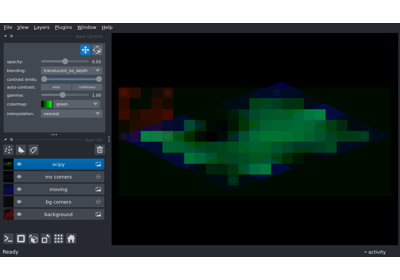 File View Layers Plugins Window Help
opacity: 0.50
blending: translucent_no_depth
contrast limits:
auto-contrast: once continuous
gamma: 1.00
colormap: green
interpolation: nearest
scipy
mv corners
moving
bg corners
background
Ready
activity